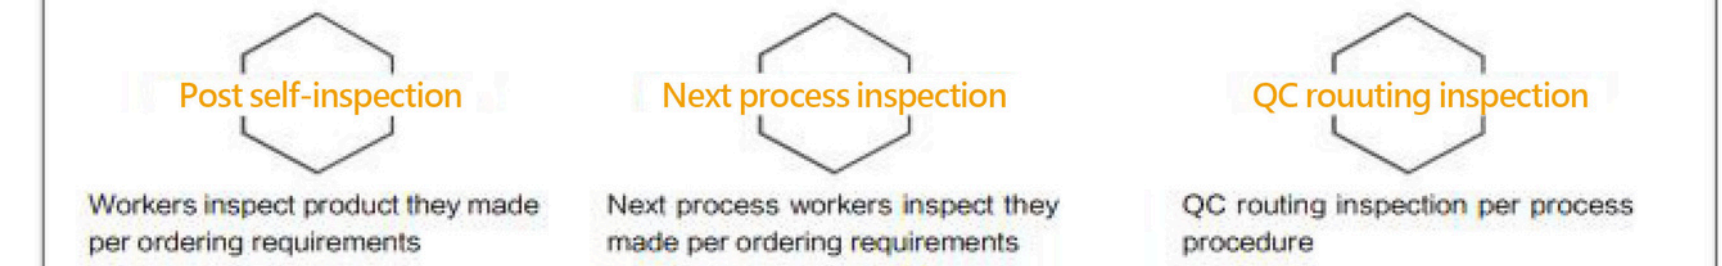 Post self-inspection
Workers inspect product they made
per ordering requirements
Next process inspection
Next process workers inspect they
made per ordering requirements
QC rouuting inspection
QC routing inspection per process
procedure